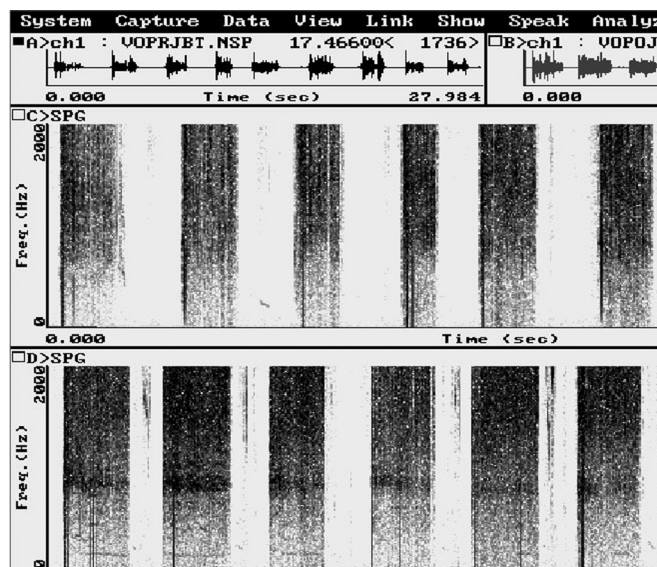 System Capture Data View Link Show Speak Analyz
A>ch1 : VOPRJBT.NSP 17.46600< 1736>
0.000 Time (sec) 27.984
B>ch1 : VOPOJ
0.000
C>SPG
2000
Freq.(Hz)
0
0.000 Time (sec)
D>SPG
2000
Freq.(Hz)
0